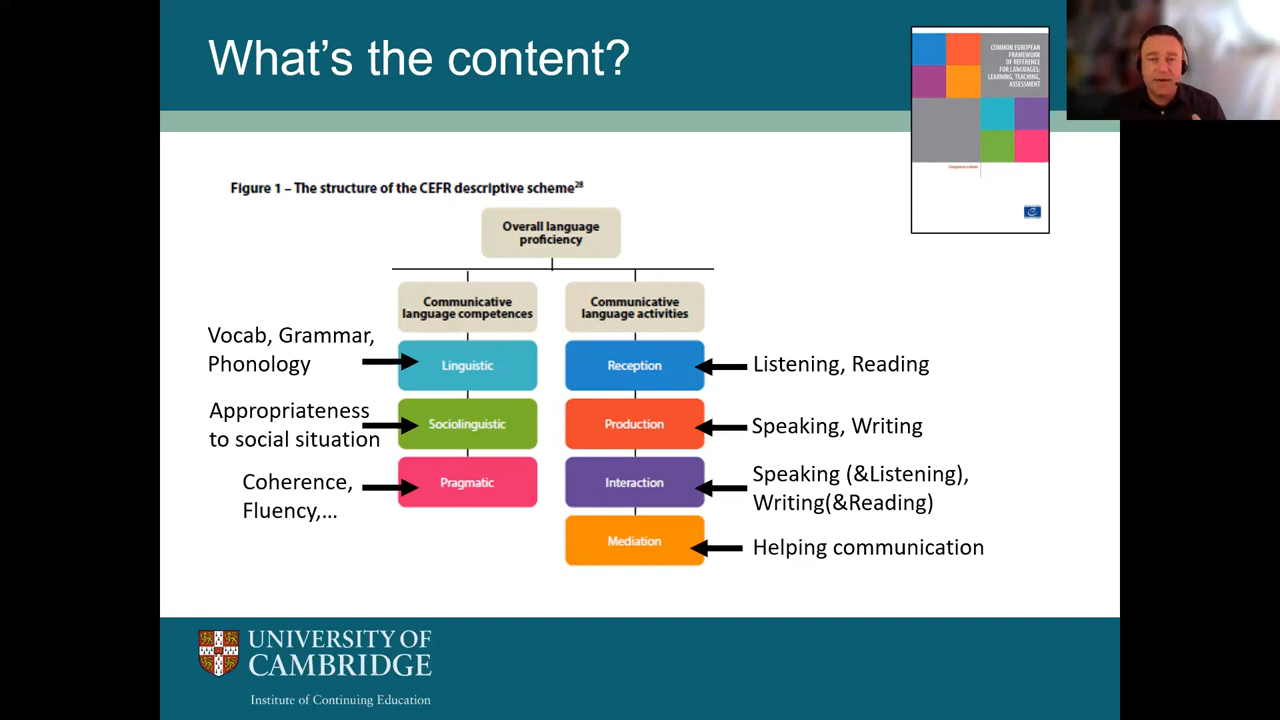 What's the content?
COMMON EUROPEAN
FRAMEWORK
OF REFERENCE
FOR LANGUAGES:
LEARNING, TEACHING,
ASSESSMENT
Companion volume
Figure 1 – The structure of the CEFR descriptive scheme²⁸
Overall language
proficiency
Communicative
language competences
Communicative
language activities
Vocab, Grammar,
Phonology
Linguistic
Reception
Listening, Reading
Appropriateness
to social situation
Sociolinguistic
Production
Speaking, Writing
Coherence,
Fluency,...
Pragmatic
Interaction
Speaking (&Listening),
Writing(&Reading)
Mediation
Helping communication
UNIVERSITY OF
CAMBRIDGE
Institute of Continuing Education